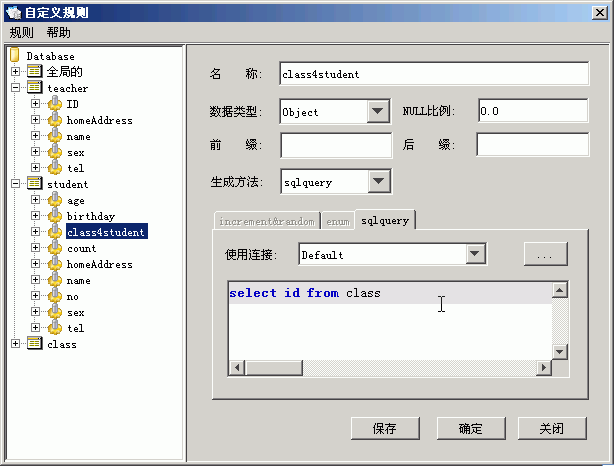 自定义规则
规则 帮助
Database
全局的
teacher
ID
homeAddress
name
sex
tel
student
age
birthday
class4student
count
homeAddress
name
no
sex
tel
class
名 称: class4student
数据类型: Object NULL比例: 0.0
前 缀: 后 缀:
生成方法: sqlquery
increment&random enum sqlquery
使用连接: Default ...
select id from class
保存 确定 关闭